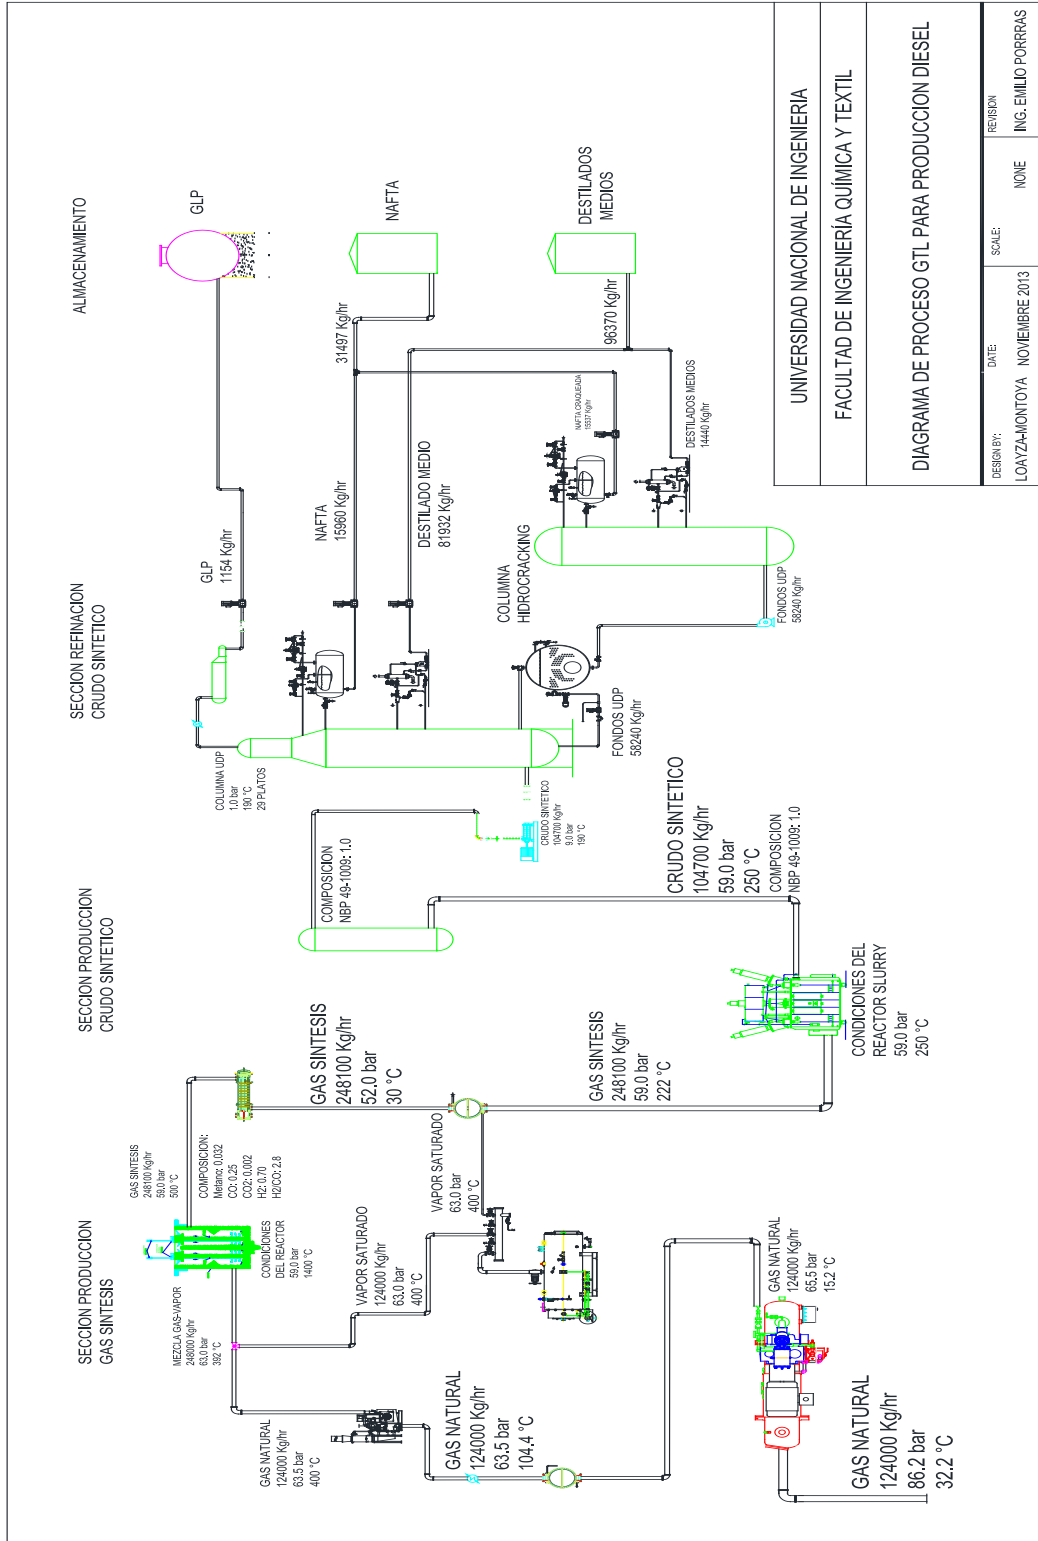 SECCION PRODUCCION
GAS SINTESIS
SECCION PRODUCCION
CRUDO SINTETICO
SECCION REFINACION
CRUDO SINTETICO
ALMACENAMIENTO
GAS NATURAL
124000 Kg/hr
86.2 bar
32.2 °C
GAS NATURAL
124000 Kg/hr
65.5 bar
15.2 °C
GAS NATURAL
124000 Kg/hr
63.5 bar
104.4 °C
GAS NATURAL
124000 Kg/hr
63.5 bar
400 °C
MEZCLA GAS-VAPOR
248000 Kg/hr
63.0 bar
392 °C
VAPOR SATURADO
124000 Kg/hr
63.0 bar
400 °C
VAPOR SATURADO
63.0 bar
400 °C
CONDICIONES
DEL REACTOR
59.0 bar
1400 °C
GAS SINTESIS
248100 Kg/hr
59.0 bar
500 °C
COMPOSICION:
Metano: 0.032
CO: 0.25
CO2: 0.002
H2: 0.70
H2/CO: 2.8
GAS SINTESIS
248100 Kg/hr
52.0 bar
30 °C
GAS SINTESIS
248100 Kg/hr
59.0 bar
222 °C
CONDICIONES DEL
REACTOR SLURRY
59.0 bar
250 °C
CRUDO SINTETICO
104700 Kg/hr
59.0 bar
250 °C
COMPOSICION
NBP 49-1009: 1.0
COMPOSICION
NBP 49-1009: 1.0
CRUDO SINTETICO
104700 Kg/hr
9.0 bar
190 °C
COLUMNA UDP
1.0 bar
190 °C
29 PLATOS
GLP
1154 Kg/hr
NAFTA
15960 Kg/hr
DESTILADO MEDIO
81932 Kg/hr
FONDOS UDP
58240 Kg/hr
COLUMNA
HIDROCRACKING
FONDOS UDP
58240 Kg/hr
NAFTA CRAQUEADA
15537 Kg/hr
DESTILADOS MEDIOS
14440 Kg/hr
31497 Kg/hr
96370 Kg/hr
GLP
NAFTA
DESTILADOS
MEDIOS
UNIVERSIDAD NACIONAL DE INGENIERIA
FACULTAD DE INGENIERÍA QUÍMICA Y TEXTIL
DIAGRAMA DE PROCESO GTL PARA PRODUCCION DIESEL
DESIGN BY:
LOAYZA-MONTOYA
DATE:
NOVIEMBRE 2013
SCALE:
NONE
REVISION
ING. EMILIO PORRRAS